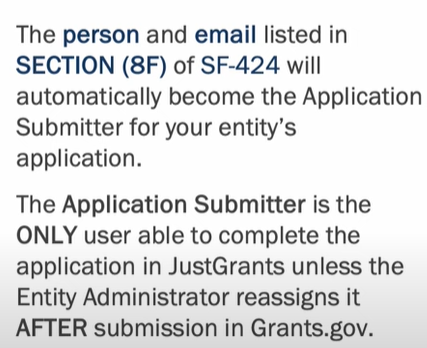 The person and email listed in
SECTION (8F) of SF-424 will
automatically become the Application
Submitter for your entity's
application.
The Application Submitter is the
ONLY user able to complete the
application in JustGrants unless the
Entity Administrator reassigns it
AFTER submission in Grants.gov.